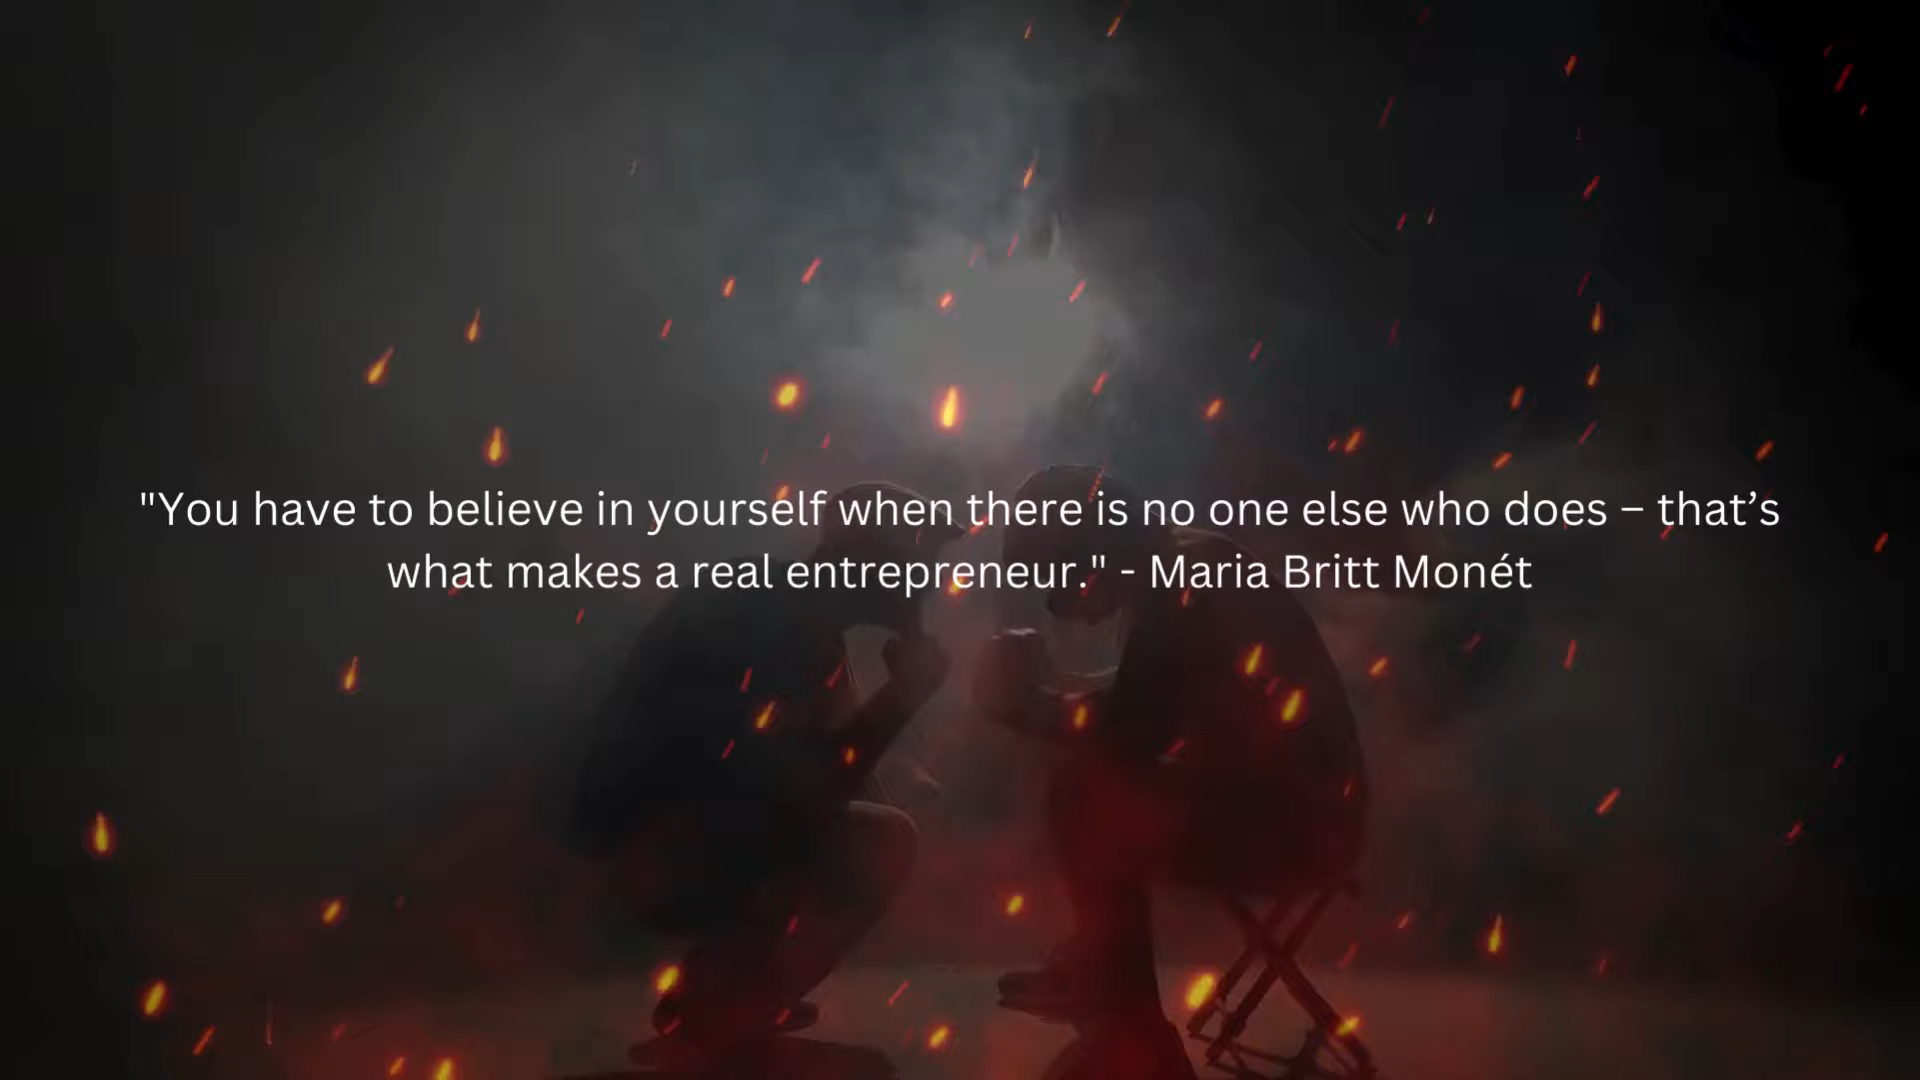 "You have to believe in yourself when there is no one else who does – that’s
what makes a real entrepreneur." - Maria Britt Monét